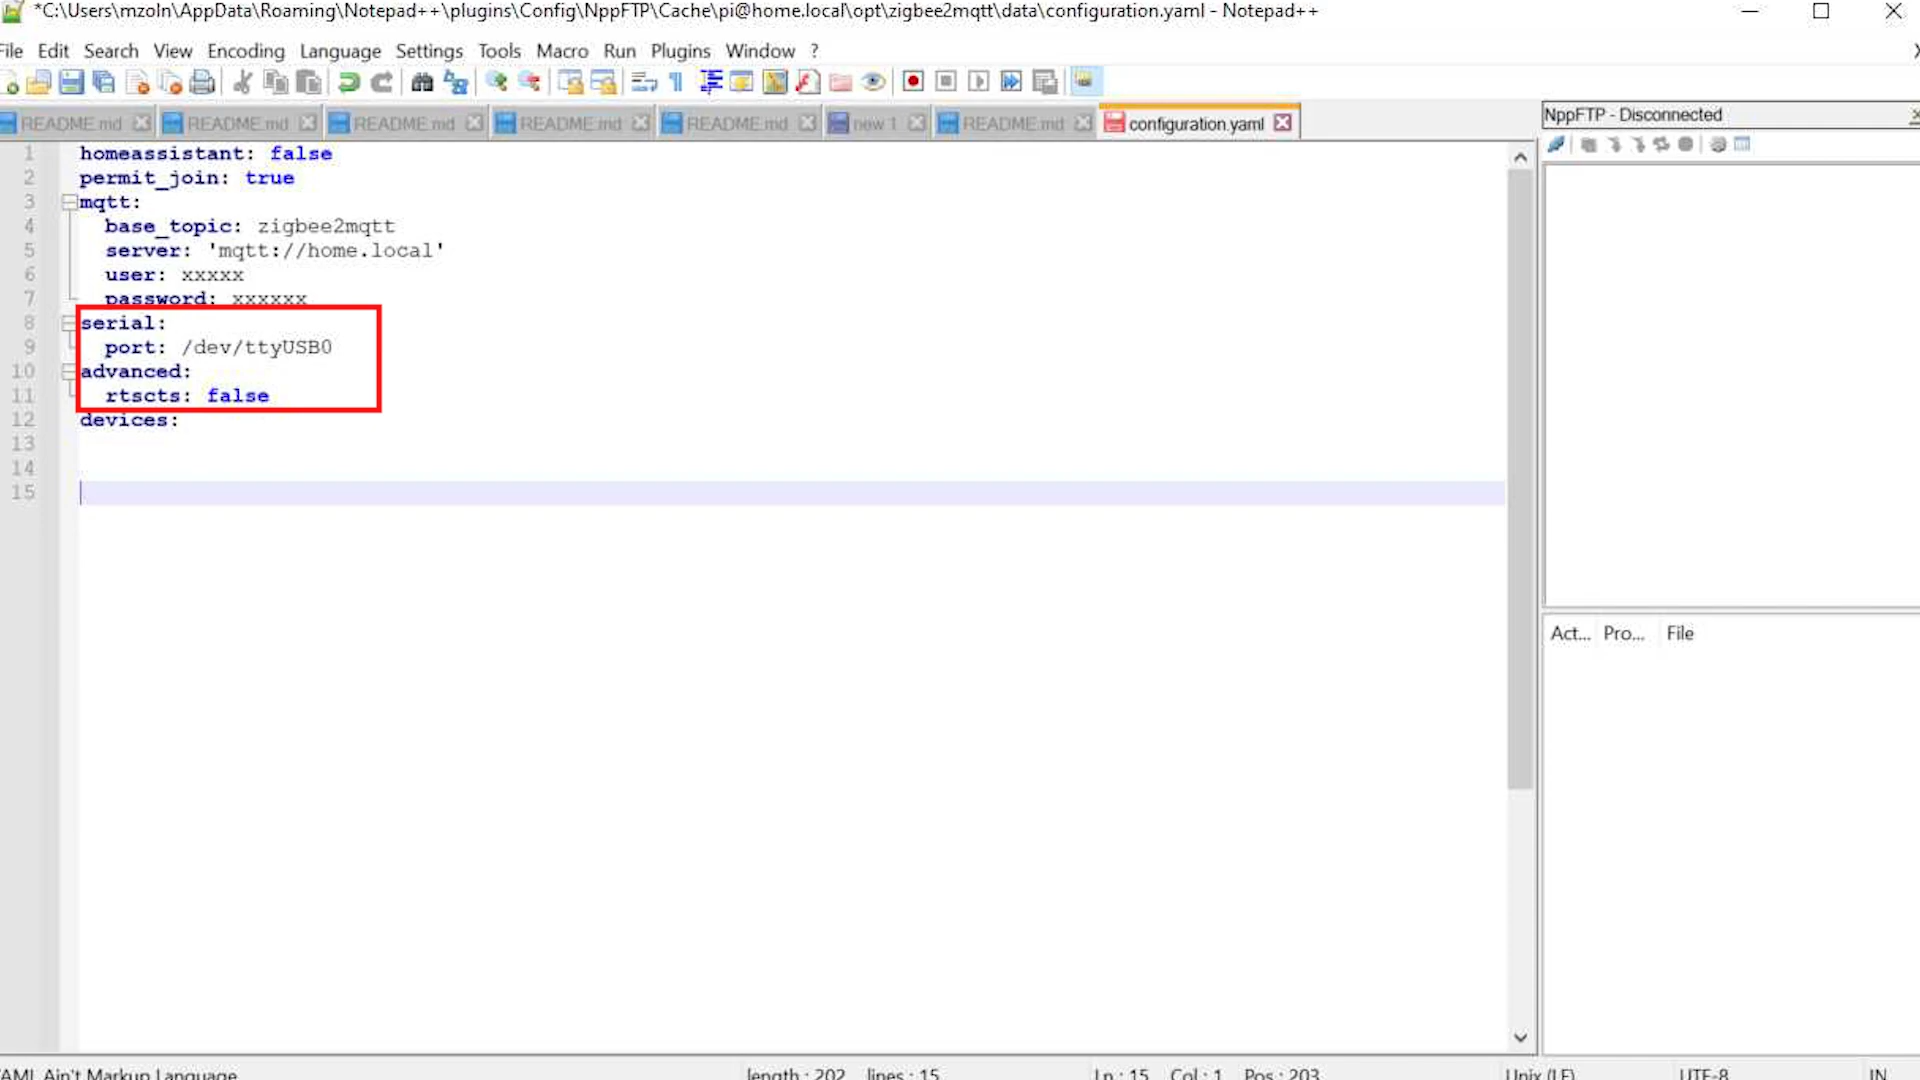 *C:\Users\mzoln\AppData\Roaming\Notepad++\plugins\Config\NppFTP\Cache\pi@home.local\opt\zigbee2mqtt\data\configuration.yaml - Notepad++
File Edit Search View Encoding Language Settings Tools Macro Run Plugins Window ?
README.md README.md README.md README.md README.md new 1 README.md configuration.yaml
NppFTP - Disconnected
1 homeassistant: false
2 permit_join: true
3 mqtt:
4 base_topic: zigbee2mqtt
5 server: 'mqtt://home.local'
6 user: xxxxx
7 password: xxxxxx
8 serial:
9 port: /dev/ttyUSB0
10 advanced:
11 rtscts: false
12 devices:
13
14
15
Act... Pro... File
YAML Ain't Markup Language length : 202 lines : 15 Ln : 15 Col : 1 Pos : 203 Unix (LF) UTF-8 IN